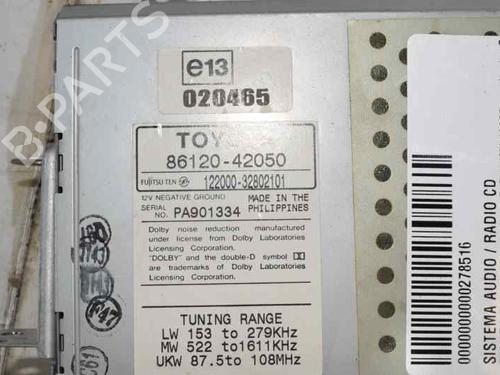 e13
020465
TOYOTA
86120-42050
FUJITSU TEN 122000-32802101
12V NEGATIVE GROUND MADE IN THE
SERIAL NO. PA901334 PHILIPPINES
Dolby noise reduction manufactured
under license from Dolby Laboratories
Licensing Corporation.
"DOLBY" and the double-D symbol
are trademarks of Dolby Laboratories
Licensing Corporation.
TUNING RANGE
LW 153 to 279KHz
MW 522 to1611KHz
UKW 87.5to 108MHz
B-PARTS
00000000000278516
SISTEMA AUDIO / RADIO CD